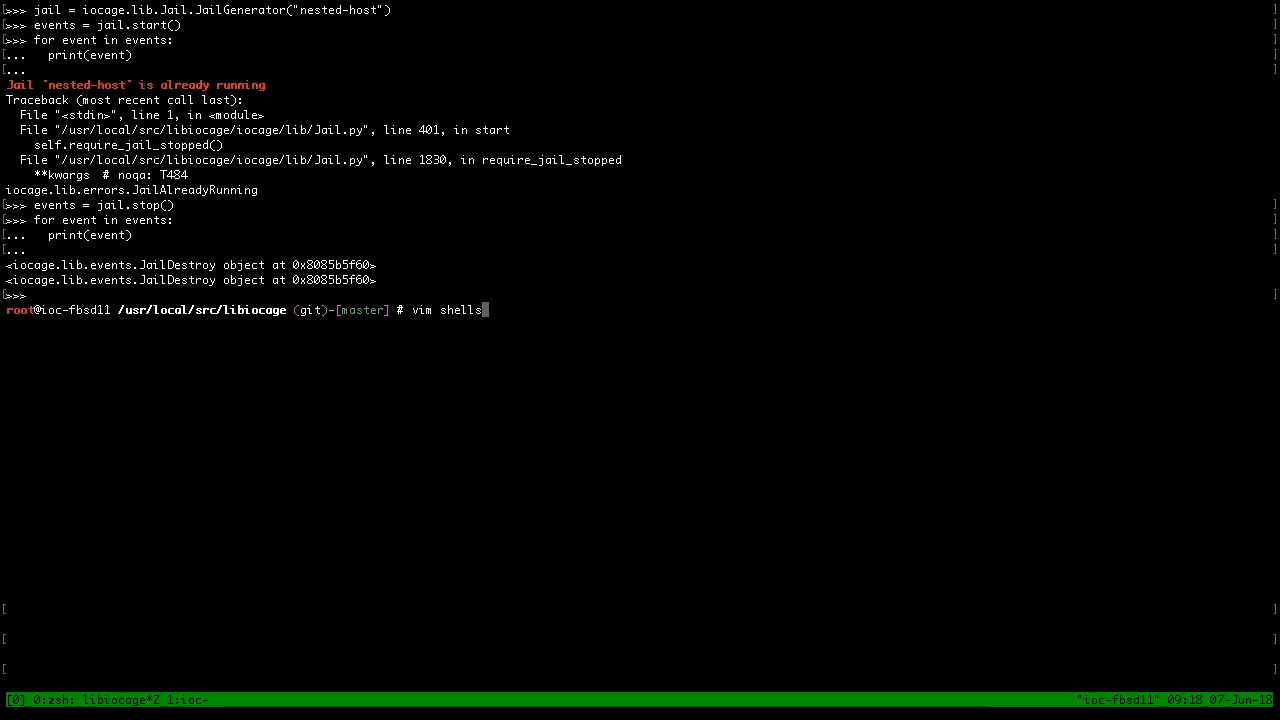 [>>> jail = iocage.lib.Jail.JailGenerator("nested-host") ]
[>>> events = jail.start() ]
[>>> for event in events: ]
[...   print(event) ]
[... ]
Jail 'nested-host' is already running
Traceback (most recent call last):
  File "<stdin>", line 1, in <module>
  File "/usr/local/src/libiocage/iocage/lib/Jail.py", line 401, in start
    self.require_jail_stopped()
  File "/usr/local/src/libiocage/iocage/lib/Jail.py", line 1830, in require_jail_stopped
    **kwargs  # noqa: T484
iocage.lib.errors.JailAlreadyRunning
[>>> events = jail.stop() ]
[>>> for event in events: ]
[...   print(event) ]
[... ]
<iocage.lib.events.JailDestroy object at 0x8085b5f60>
<iocage.lib.events.JailDestroy object at 0x8085b5f60>
[>>> ]
root@ioc-fbsd11 /usr/local/src/libiocage (git)-[master] # vim shells
[ ]
[ ]
[ ]
[0] 0:zsh: libiocage*Z 1:ioc- "ioc-fbsd11" 09:18 07-Jun-18